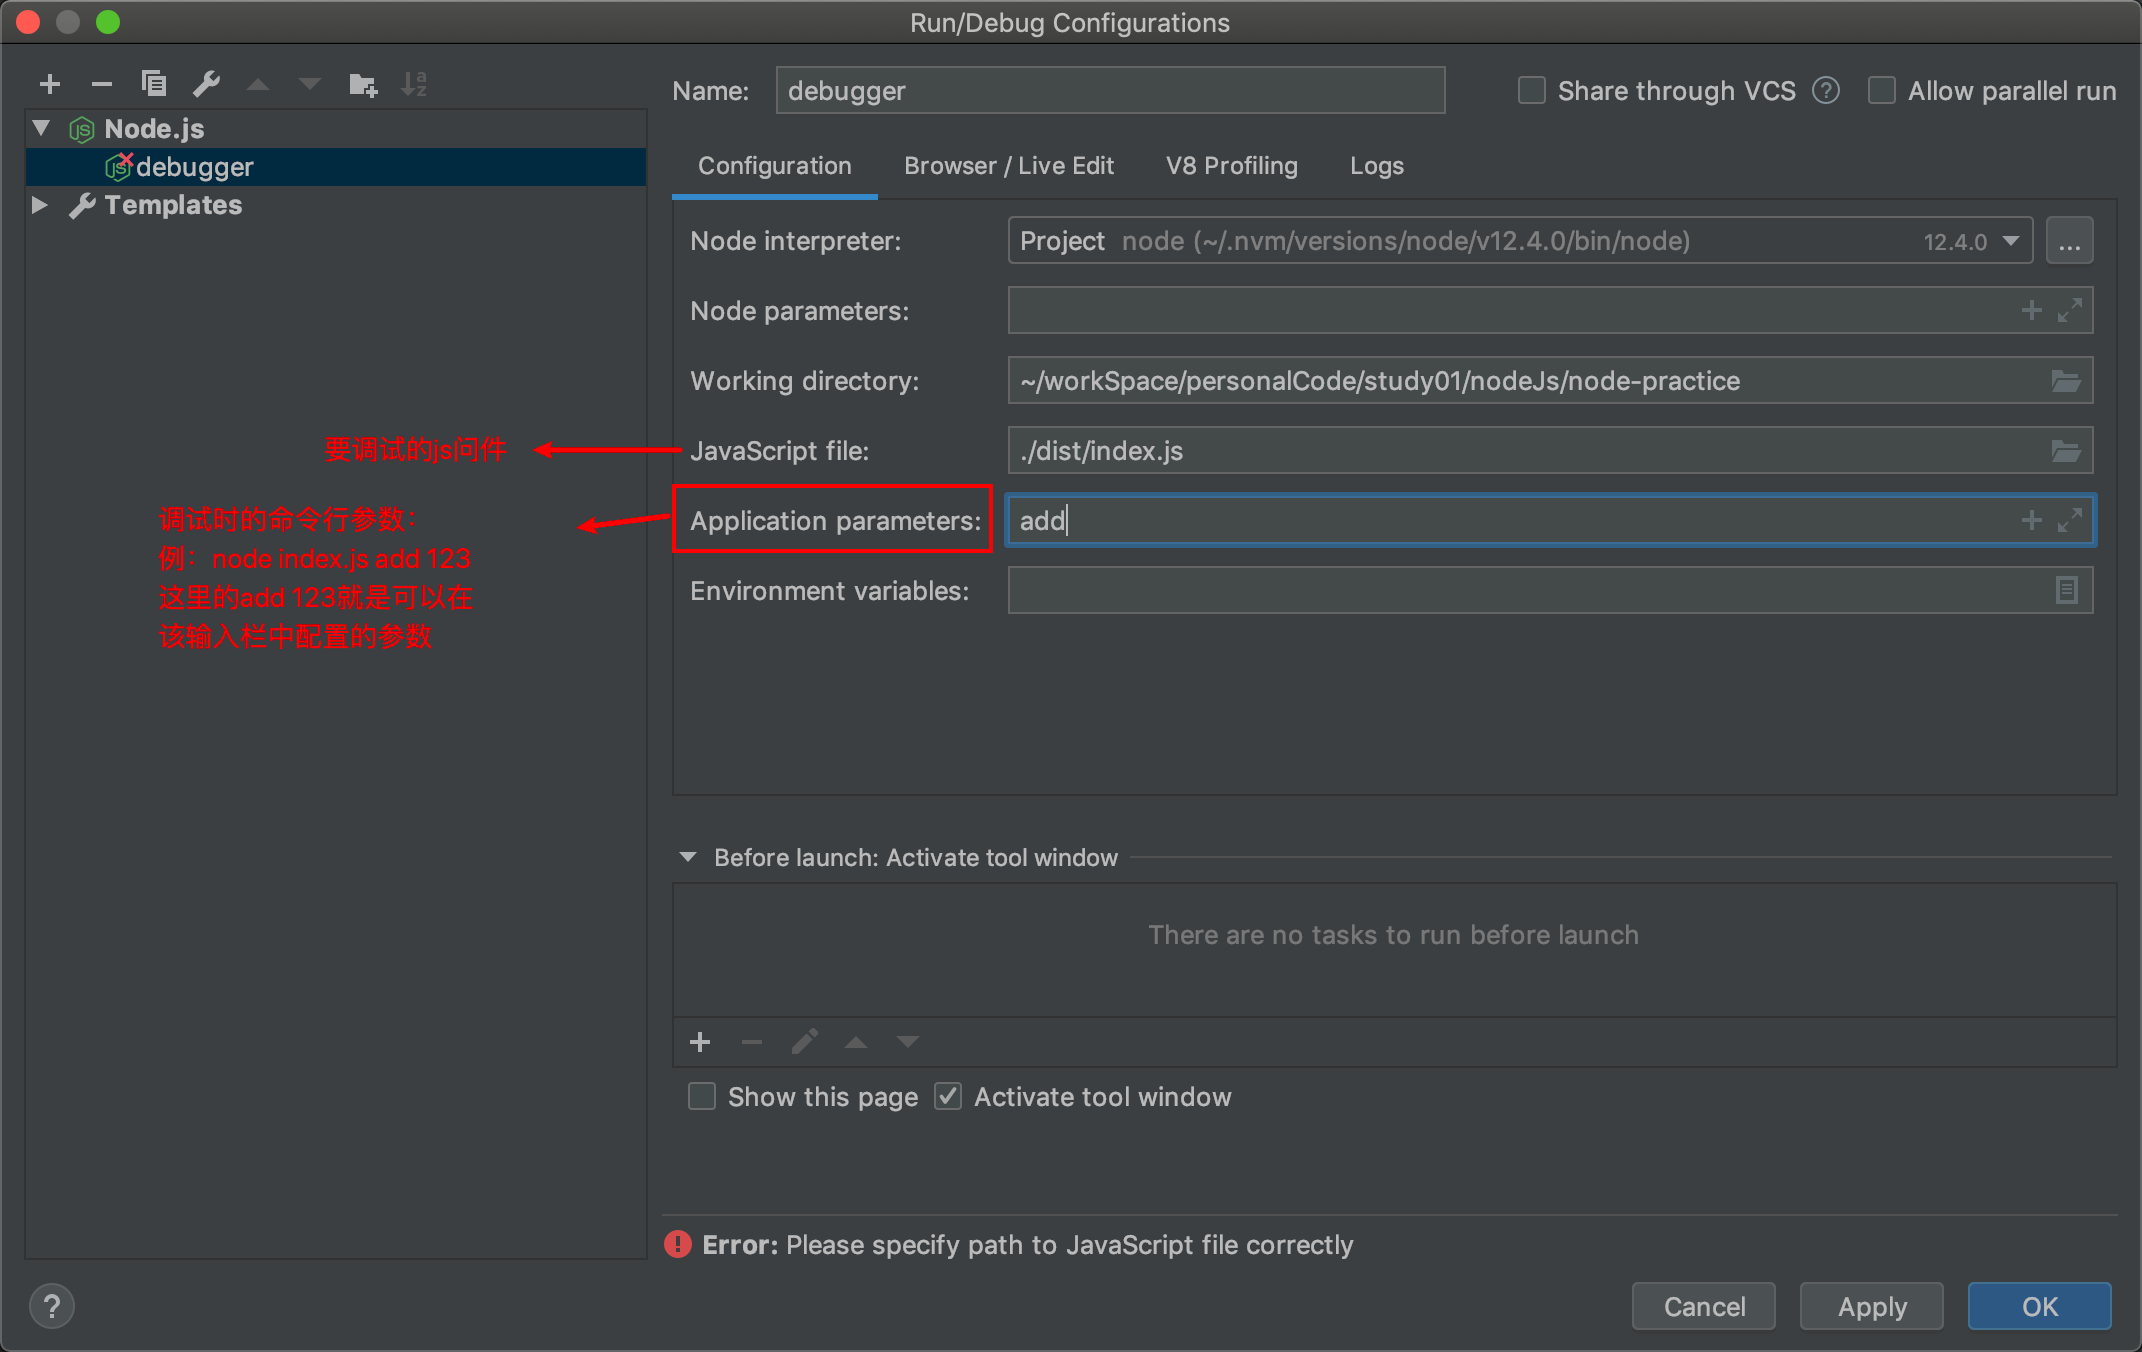 Run/Debug Configurations
Name: debugger
Share through VCS ?
Allow parallel run
Node.js
debugger
Templates
Configuration
Browser / Live Edit
V8 Profiling
Logs
Node interpreter: Project node (~/.nvm/versions/node/v12.4.0/bin/node) 12.4.0 ...
Node parameters:
Working directory: ~/workSpace/personalCode/study01/nodeJs/node-practice
要调试的js问件
JavaScript file: ./dist/index.js
Application parameters: add
调试时的命令行参数：
例：node index.js add 123
这里的add 123就是可以在
该输入栏中配置的参数
Environment variables:
Before launch: Activate tool window
There are no tasks to run before launch
Show this page
Activate tool window
Error: Please specify path to JavaScript file correctly
?
Cancel
Apply
OK